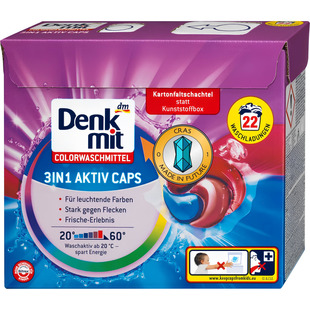 Kartonfaltschachtel
statt
Kunststoffbox
dm
Denk
mit
COLORWASCHMITTEL
22
WASCHLADUNGEN
CRAS
MADE IN FUTURE
3IN1 AKTIV CAPS
• Für leuchtende Farben
• Stark gegen Flecken
• Frische-Erlebnis
20° 60°
Waschaktiv ab 20 °C –
spart Energie
www.keepcapsfromkids.eu